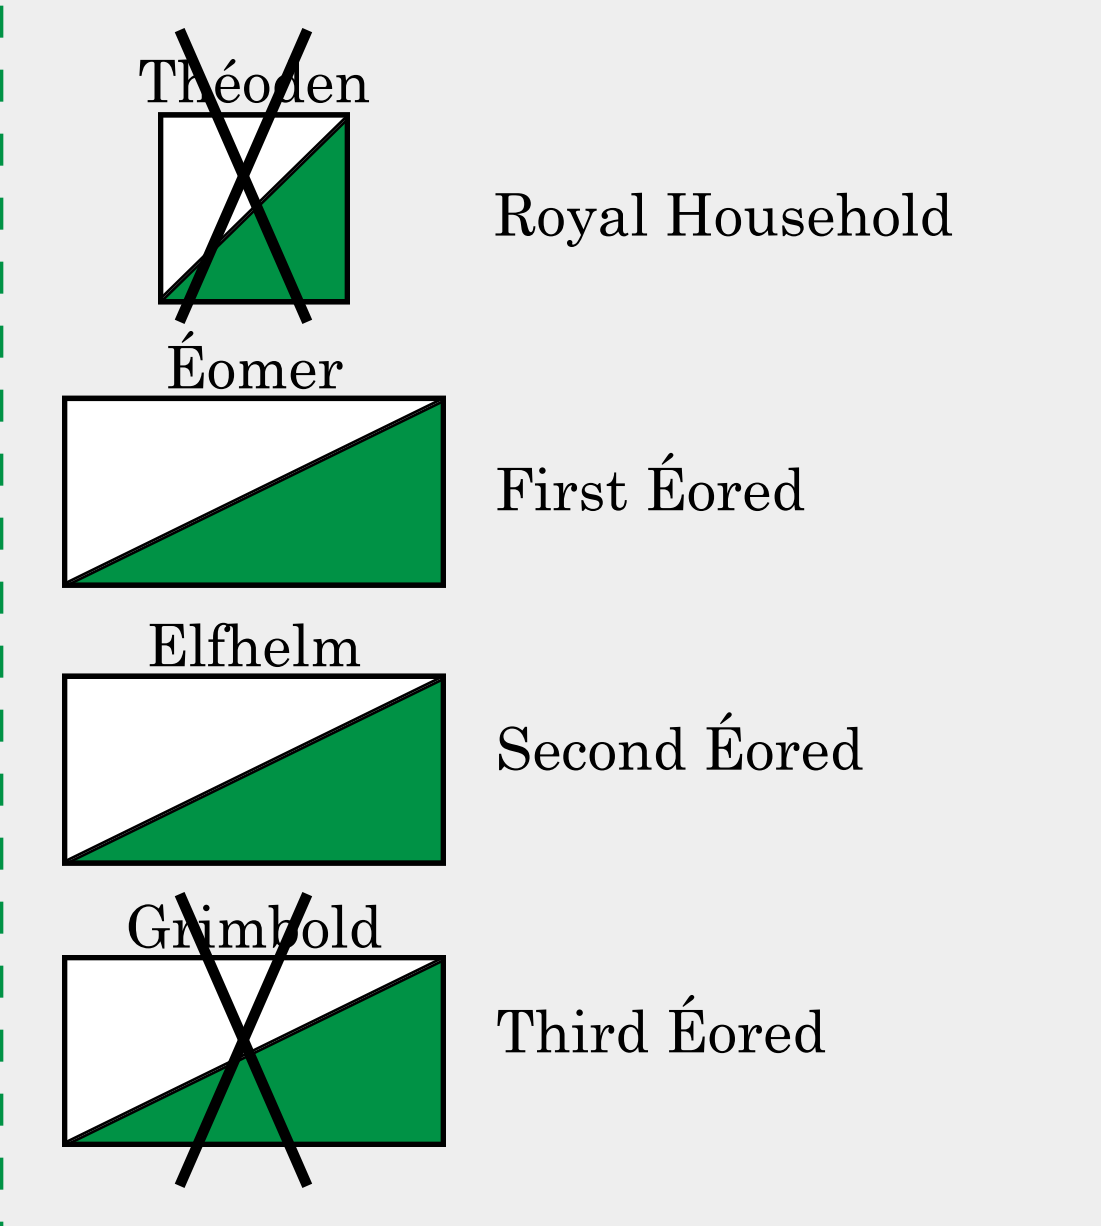 Théoden
Royal Household
Éomer
First Éored
Elfhelm
Second Éored
Grimbold
Third Éored